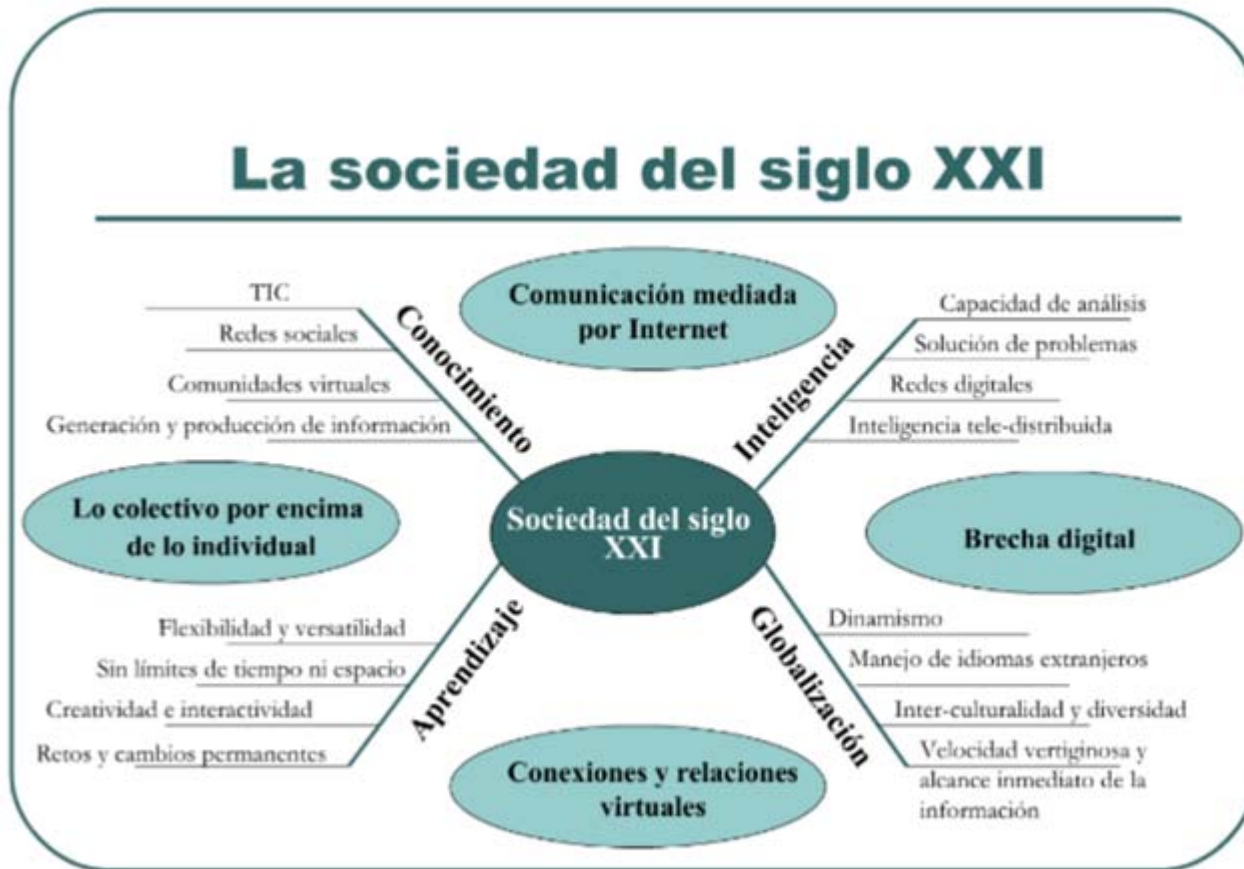 La sociedad del siglo XXI
Comunicación mediada
por Internet
TIC
Redes sociales
Comunidades virtuales
Generación y producción de información
Conocimiento
Capacidad de análisis
Solución de problemas
Redes digitales
Inteligencia tele-distribuida
Inteligencia
Lo colectivo por encima
de lo individual
Sociedad del siglo
XXI
Brecha digital
Flexibilidad y versatilidad
Sin límites de tiempo ni espacio
Creatividad e interactividad
Retos y cambios permanentes
Aprendizaje
Dinamismo
Manejo de idiomas extranjeros
Inter-culturalidad y diversidad
Velocidad vertiginosa y
alcance inmediato de la
información
Globalización
Conexiones y relaciones
virtuales